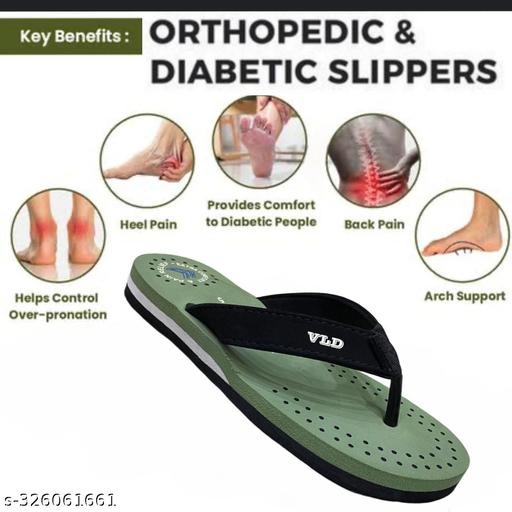 Key Benefits :
ORTHOPEDIC &
DIABETIC SLIPPERS
Heel Pain
Provides Comfort
to Diabetic People
Back Pain
Helps Control
Over-pronation
Arch Support
VLD
s-326061661